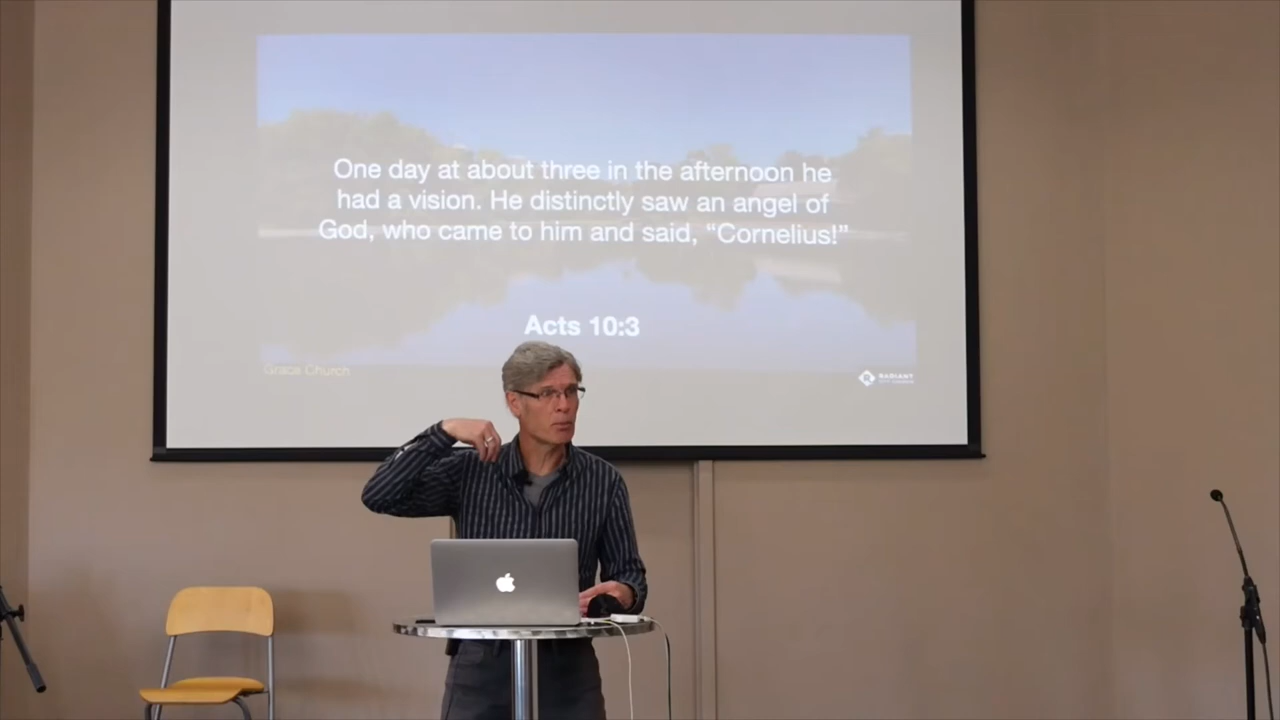 One day at about three in the afternoon he
had a vision. He distinctly saw an angel of
God, who came to him and said, “Cornelius!”
Acts 10:3
Grace Church
RADIANT